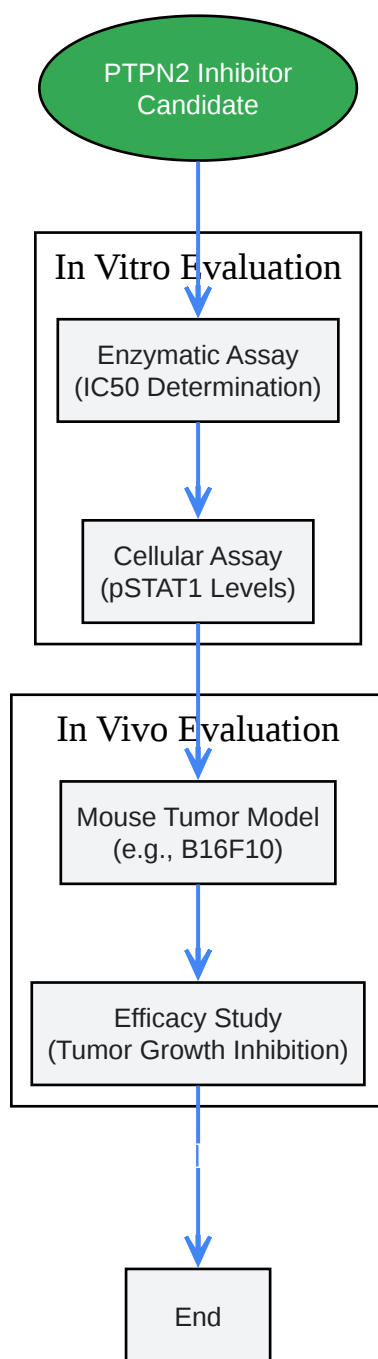 PTPN2 Inhibitor
Candidate
In Vitro Evaluation
Enzymatic Assay
(IC50 Determination)
Cellular Assay
(pSTAT1 Levels)
In Vivo Evaluation
Mouse Tumor Model
(e.g., B16F10)
Efficacy Study
(Tumor Growth Inhibition)
End